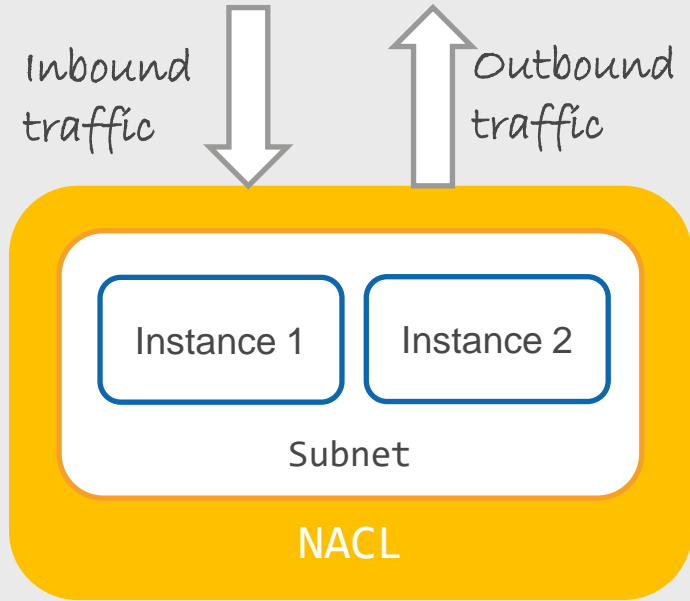 Inbound
traffic
Outbound
traffic
Instance 1
Instance 2
Subnet
NACL